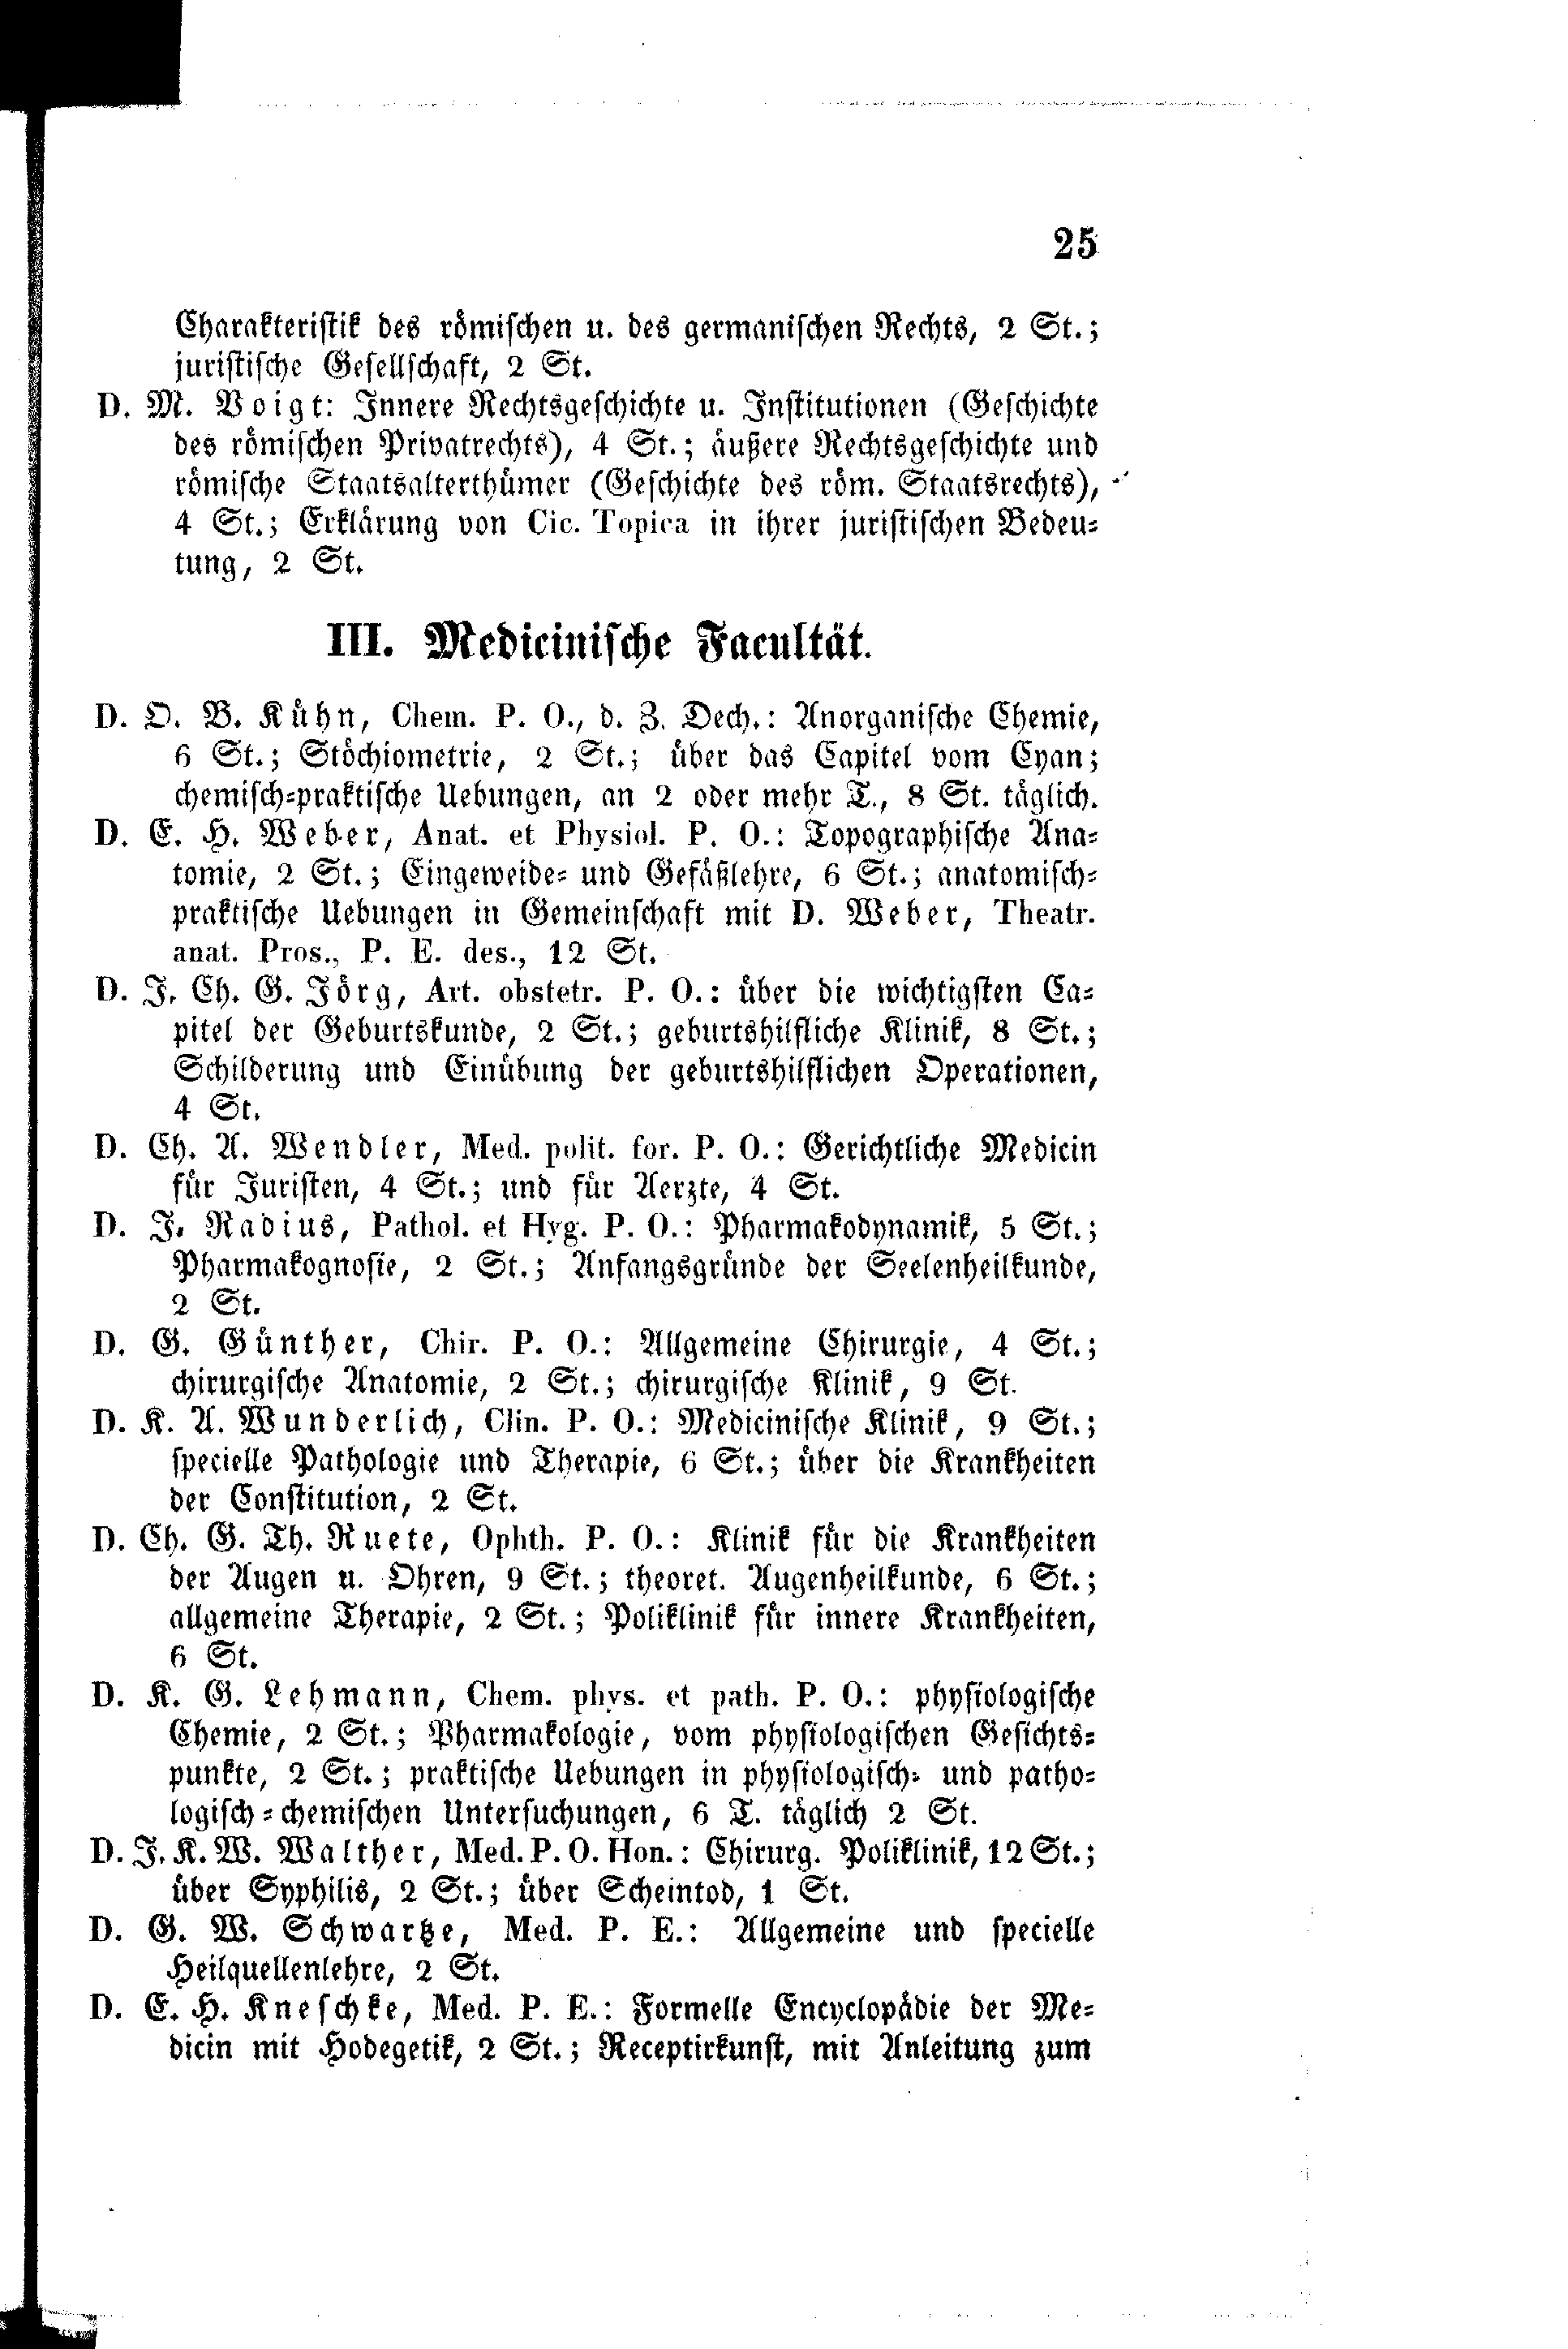 25
Charakteristik des römischen u. des germanischen Rechts, 2 St.;
juristische Gesellschaft, 2 St.
D. M. Voigt: Innere Rechtsgeschichte u. Institutionen (Geschichte
des römischen Privatrechts), 4 St.; äußere Rechtsgeschichte und
römische Staatsalterthümer (Geschichte des röm. Staatsrechts),
4 St.; Erklärung von Cic. Topica in ihrer juristischen Bedeu-
tung, 2 St.
III. Medicinische Facultät.
D. O. B. Kühn, Chem. P. O., d. Z. Dech.: Anorganische Chemie,
6 St.; Stöchiometrie, 2 St.; über das Capitel vom Cyan;
chemisch-praktische Uebungen, an 2 oder mehr T., 8 St. täglich.
D. E. H. Weber, Anat. et Physiol. P. O.: Topographische Ana-
tomie, 2 St.; Eingeweide- und Gefäßlehre, 6 St.; anatomisch-
praktische Uebungen in Gemeinschaft mit D. Weber, Theatr.
anat. Pros., P. E. des., 12 St.
D. J. Ch. G. Jörg, Art. obstetr. P. O.: über die wichtigsten Ca-
pitel der Geburtskunde, 2 St.; geburtshilfliche Klinik, 8 St.;
Schilderung und Einübung der geburtshilflichen Operationen,
4 St.
D. Ch. A. Wendler, Med. polit. for. P. O.: Gerichtliche Medicin
für Juristen, 4 St.; und für Aerzte, 4 St.
D. J. Radius, Pathol. et Hyg. P. O.: Pharmakodynamik, 5 St.;
Pharmakognosie, 2 St.; Anfangsgründe der Seelenheilkunde,
2 St.
D. G. Günther, Chir. P. O.: Allgemeine Chirurgie, 4 St.;
chirurgische Anatomie, 2 St.; chirurgische Klinik, 9 St.
D. K. A. Wunderlich, Clin. P. O.: Medicinische Klinik, 9 St.;
specielle Pathologie und Therapie, 6 St.; über die Krankheiten
der Constitution, 2 St.
D. Ch. G. Th. Ruete, Ophth. P. O.: Klinik für die Krankheiten
der Augen u. Ohren, 9 St.; theoret. Augenheilkunde, 6 St.;
allgemeine Therapie, 2 St.; Poliklinik für innere Krankheiten,
6 St.
D. K. G. Lehmann, Chem. phys. et path. P. O.: physiologische
Chemie, 2 St.; Pharmakologie, vom physiologischen Gesichts-
punkte, 2 St.; praktische Uebungen in physiologisch- und patho-
logisch-chemischen Untersuchungen, 6 T. täglich 2 St.
D. J. K. W. Walther, Med. P. O. Hon.: Chirurg. Poliklinik, 12 St.;
über Syphilis, 2 St.; über Scheintod, 1 St.
D. G. W. Schwartze, Med. P. E.: Allgemeine und specielle
Heilquellenlehre, 2 St.
D. E. H. Kneschke, Med. P. E.: Formelle Encyclopädie der Me-
dicin mit Hodegetik, 2 St.; Receptirkunst, mit Anleitung zum